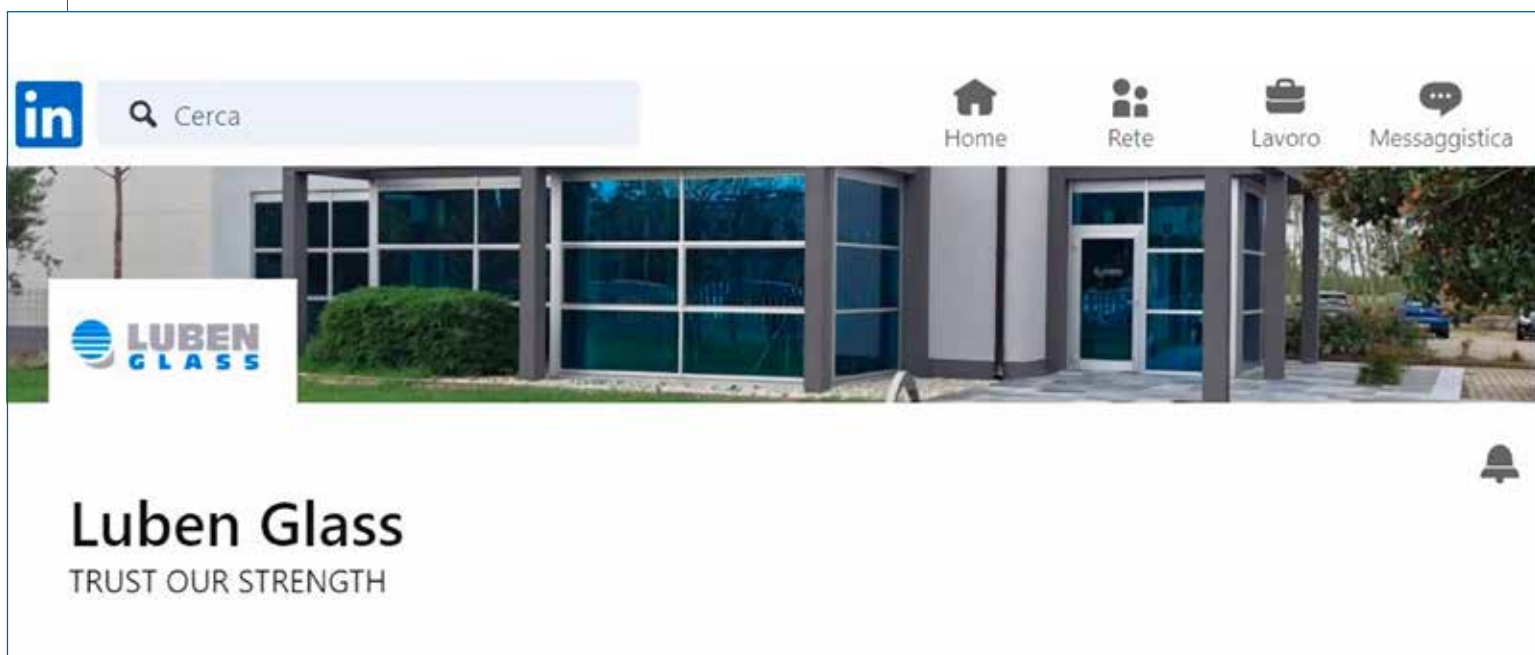 in
Cerca
Home
Rete
Lavoro
Messaggistica
LUBEN
GLASS
Luben Glass
TRUST OUR STRENGTH